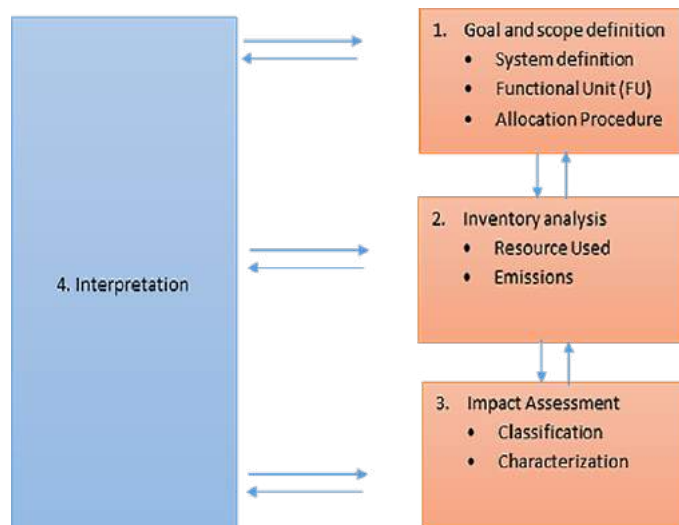 1. Goal and scope definition
• System definition
• Functional Unit (FU)
• Allocation Procedure
2. Inventory analysis
• Resource Used
• Emissions
4. Interpretation
3. Impact Assessment
• Classification
• Characterization